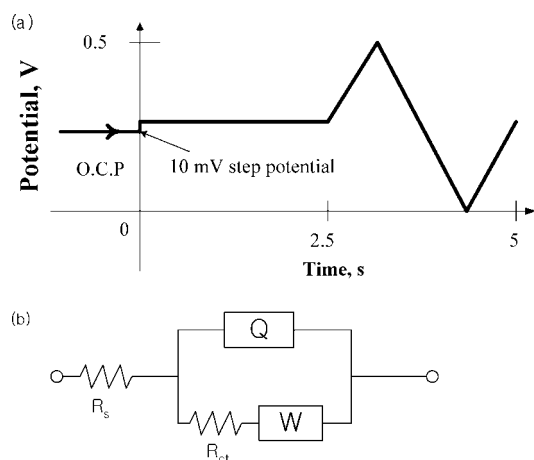 (a)
0.5
Potential, V
O.C.P
10 mV step potential
0
2.5
5
Time, s
(b)
Q
Rs
Rct
W